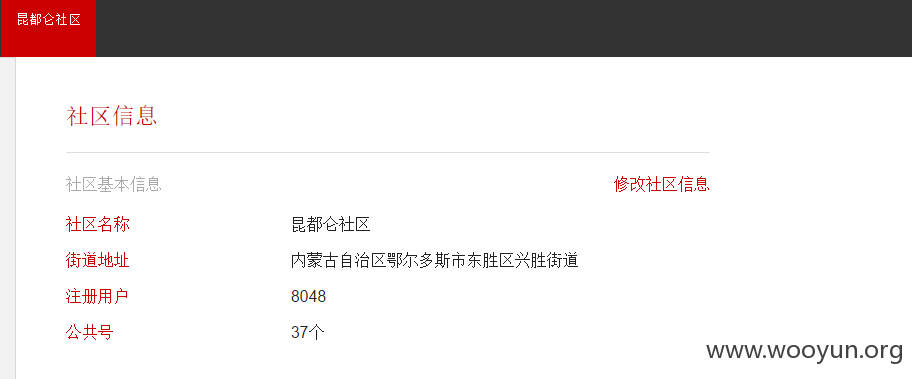 昆都仑社区
社区信息
社区基本信息 修改社区信息
社区名称 昆都仑社区
街道地址 内蒙古自治区鄂尔多斯市东胜区兴胜街道
注册用户 8048
公共号 37个
www.wooyun.org